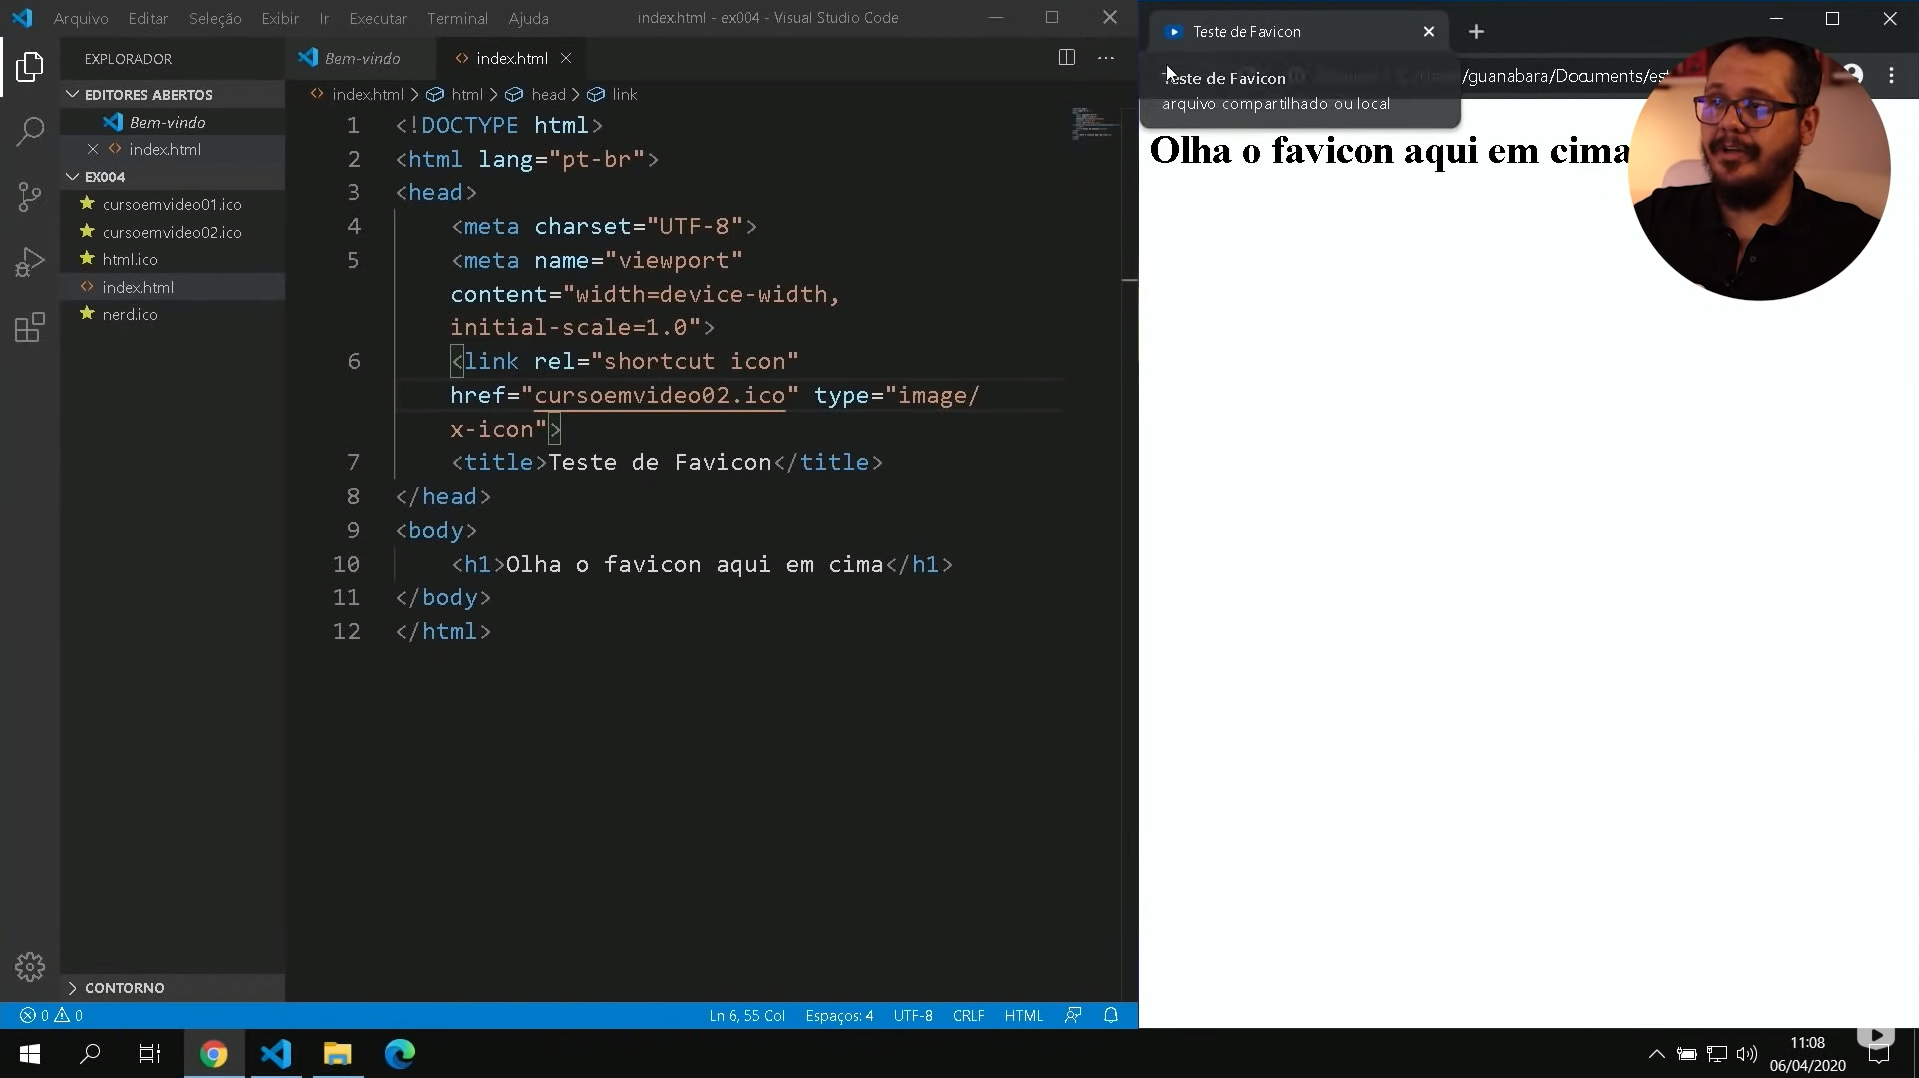 Arquivo Editar Seleção Exibir Ir Executar Terminal Ajuda index.html - ex004 - Visual Studio Code
EXPLORADOR
EDITORES ABERTOS
Bem-vindo
index.html
EX004
cursoemvideo01.ico
cursoemvideo02.ico
html.ico
index.html
nerd.ico
CONTORNO
Bem-vindo index.html
index.html > html > head > link
1 <!DOCTYPE html>
2 <html lang="pt-br">
3 <head>
4 <meta charset="UTF-8">
5 <meta name="viewport"
content="width=device-width,
initial-scale=1.0">
6 <link rel="shortcut icon"
href="cursoemvideo02.ico" type="image/
x-icon">
7 <title>Teste de Favicon</title>
8 </head>
9 <body>
10 <h1>Olha o favicon aqui em cima</h1>
11 </body>
12 </html>
0 0 Ln 6, 55 Col Espaços: 4 UTF-8 CRLF HTML
Teste de Favicon
/guanabara/Documents/est
Teste de Favicon
arquivo compartilhado ou local
Olha o favicon aqui em cima
11:08
06/04/2020